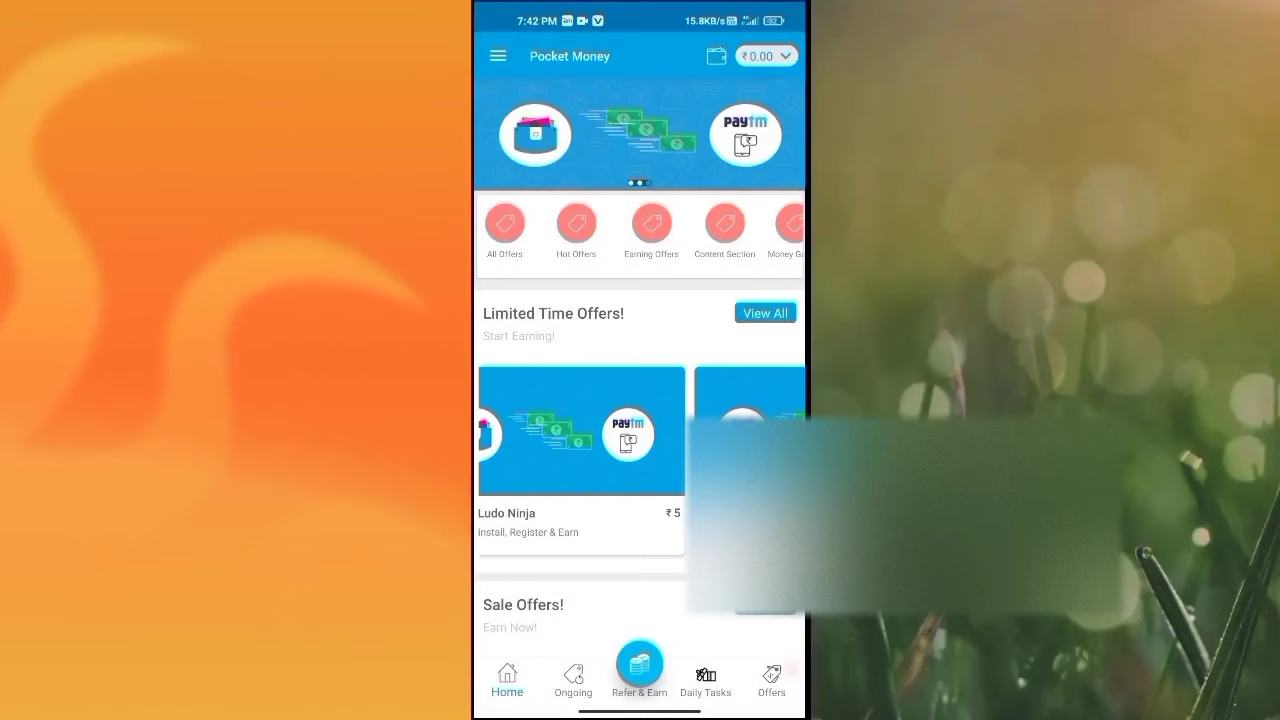 7:42 PM
15.8KB/s
Pocket Money
₹0.00
paytm
All Offers
Hot Offers
Earning Offers
Content Section
Money
Limited Time Offers!
View All
Start Earning!
paytm
Ludo Ninja
₹5
Install, Register & Earn
Sale Offers!
Earn Now!
Home
Ongoing
Refer & Earn
Daily Tasks
Offers